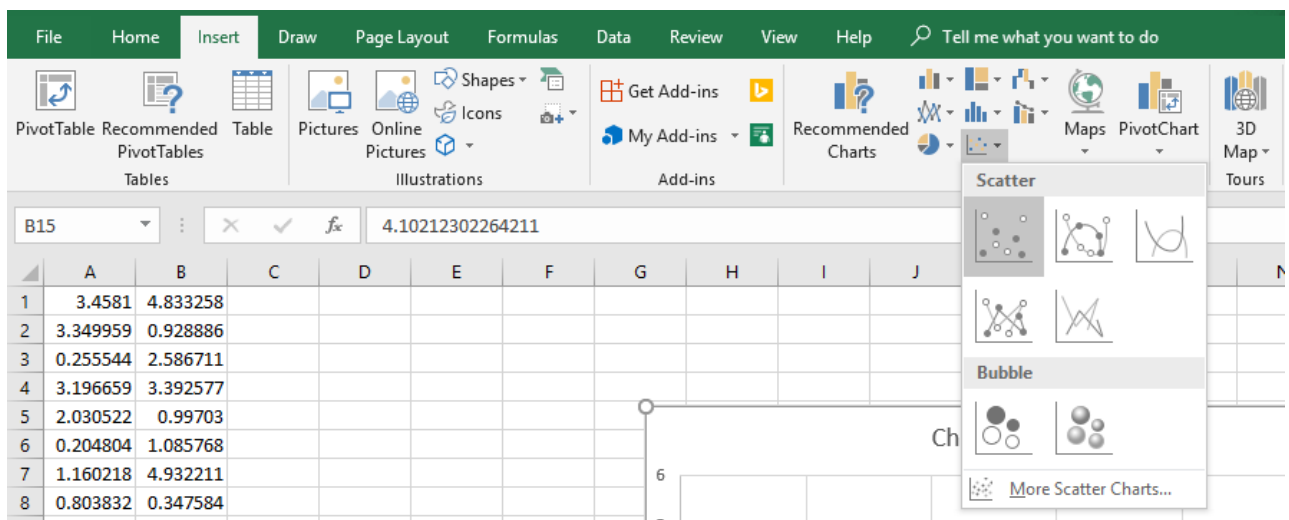 File Home Insert Draw Page Layout Formulas Data Review View Help Tell me what you want to do
PivotTable Recommended PivotTables Table
Tables
Pictures Online Pictures Shapes Icons
Illustrations
Get Add-ins
My Add-ins
Add-ins
Recommended Charts
Maps PivotChart
3D Map
Tours
B15 fx 4.10212302264211
A B C D E F G H I J N
1 3.4581 4.833258
2 3.349959 0.928886
3 0.255544 2.586711
4 3.196659 3.392577
5 2.030522 0.99703
6 0.204804 1.085768
7 1.160218 4.932211
8 0.803832 0.347584
Ch
6
Scatter
Bubble
More Scatter Charts...